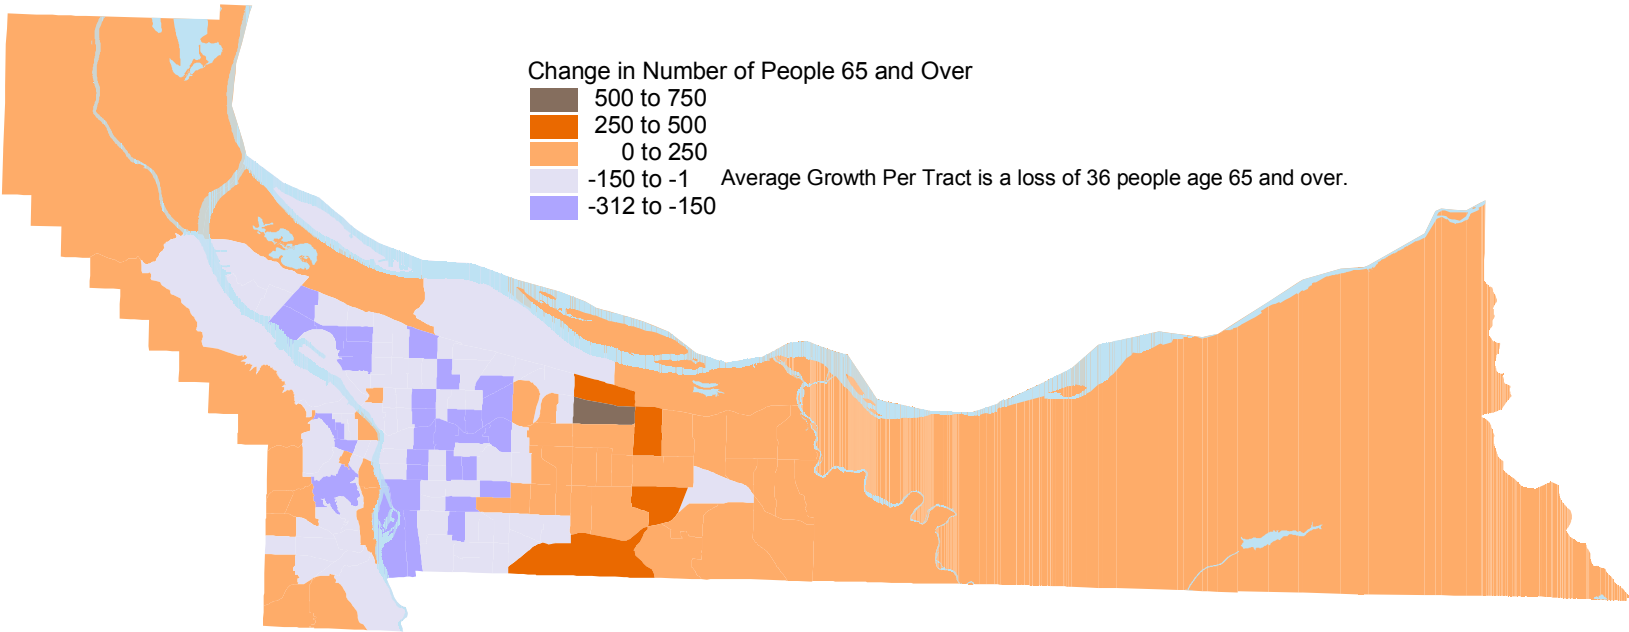 Change in Number of People 65 and Over
500 to 750
250 to 500
0 to 250
-150 to -1
Average Growth Per Tract is a loss of 36 people age 65 and over.
-312 to -150